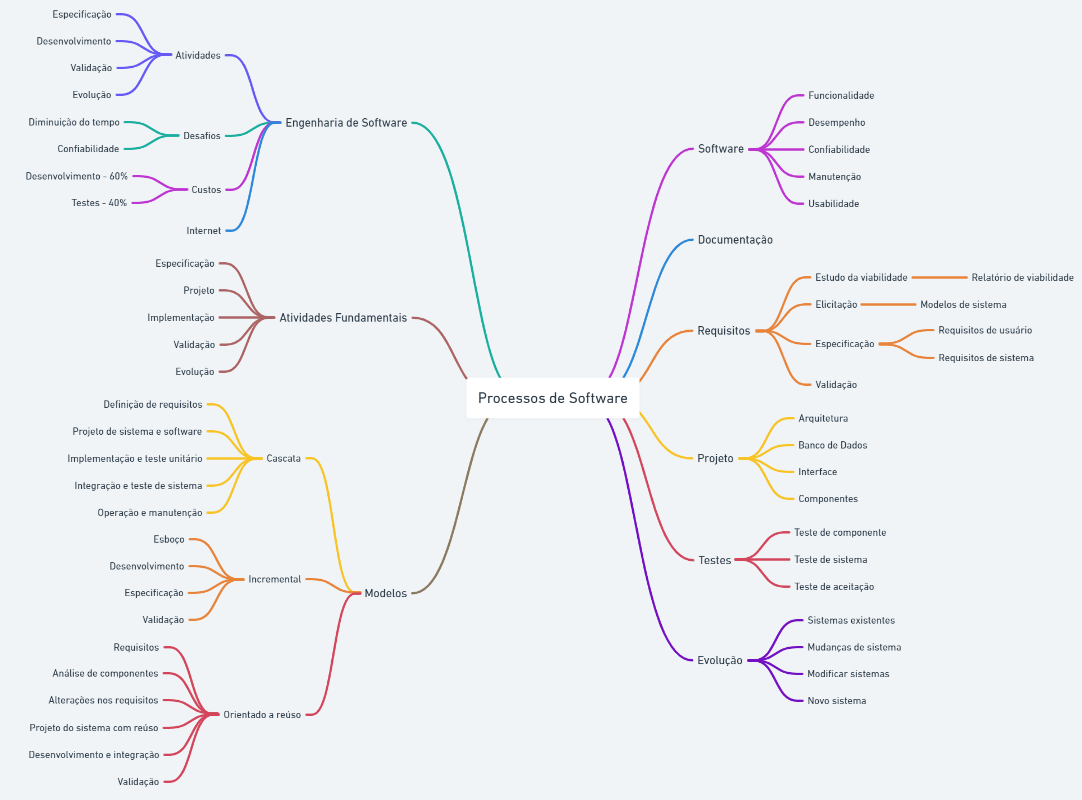 Processos de Software
Engenharia de Software
Atividades
Especificação
Desenvolvimento
Validação
Evolução
Desafios
Diminuição do tempo
Confiabilidade
Custos
Desenvolvimento - 60%
Testes - 40%
Internet
Atividades Fundamentais
Especificação
Projeto
Implementação
Validação
Evolução
Modelos
Cascata
Definição de requisitos
Projeto de sistema e software
Implementação e teste unitário
Integração e teste de sistema
Operação e manutenção
Incremental
Esboço
Desenvolvimento
Especificação
Validação
Orientado a reúso
Requisitos
Análise de componentes
Alterações nos requisitos
Projeto do sistema com reúso
Desenvolvimento e integração
Validação
Software
Funcionalidade
Desempenho
Confiabilidade
Manutenção
Usabilidade
Documentação
Requisitos
Estudo da viabilidade
Relatório de viabilidade
Elicitação
Modelos de sistema
Especificação
Requisitos de usuário
Requisitos de sistema
Validação
Projeto
Arquitetura
Banco de Dados
Interface
Componentes
Testes
Teste de componente
Teste de sistema
Teste de aceitação
Evolução
Sistemas existentes
Mudanças de sistema
Modificar sistemas
Novo sistema